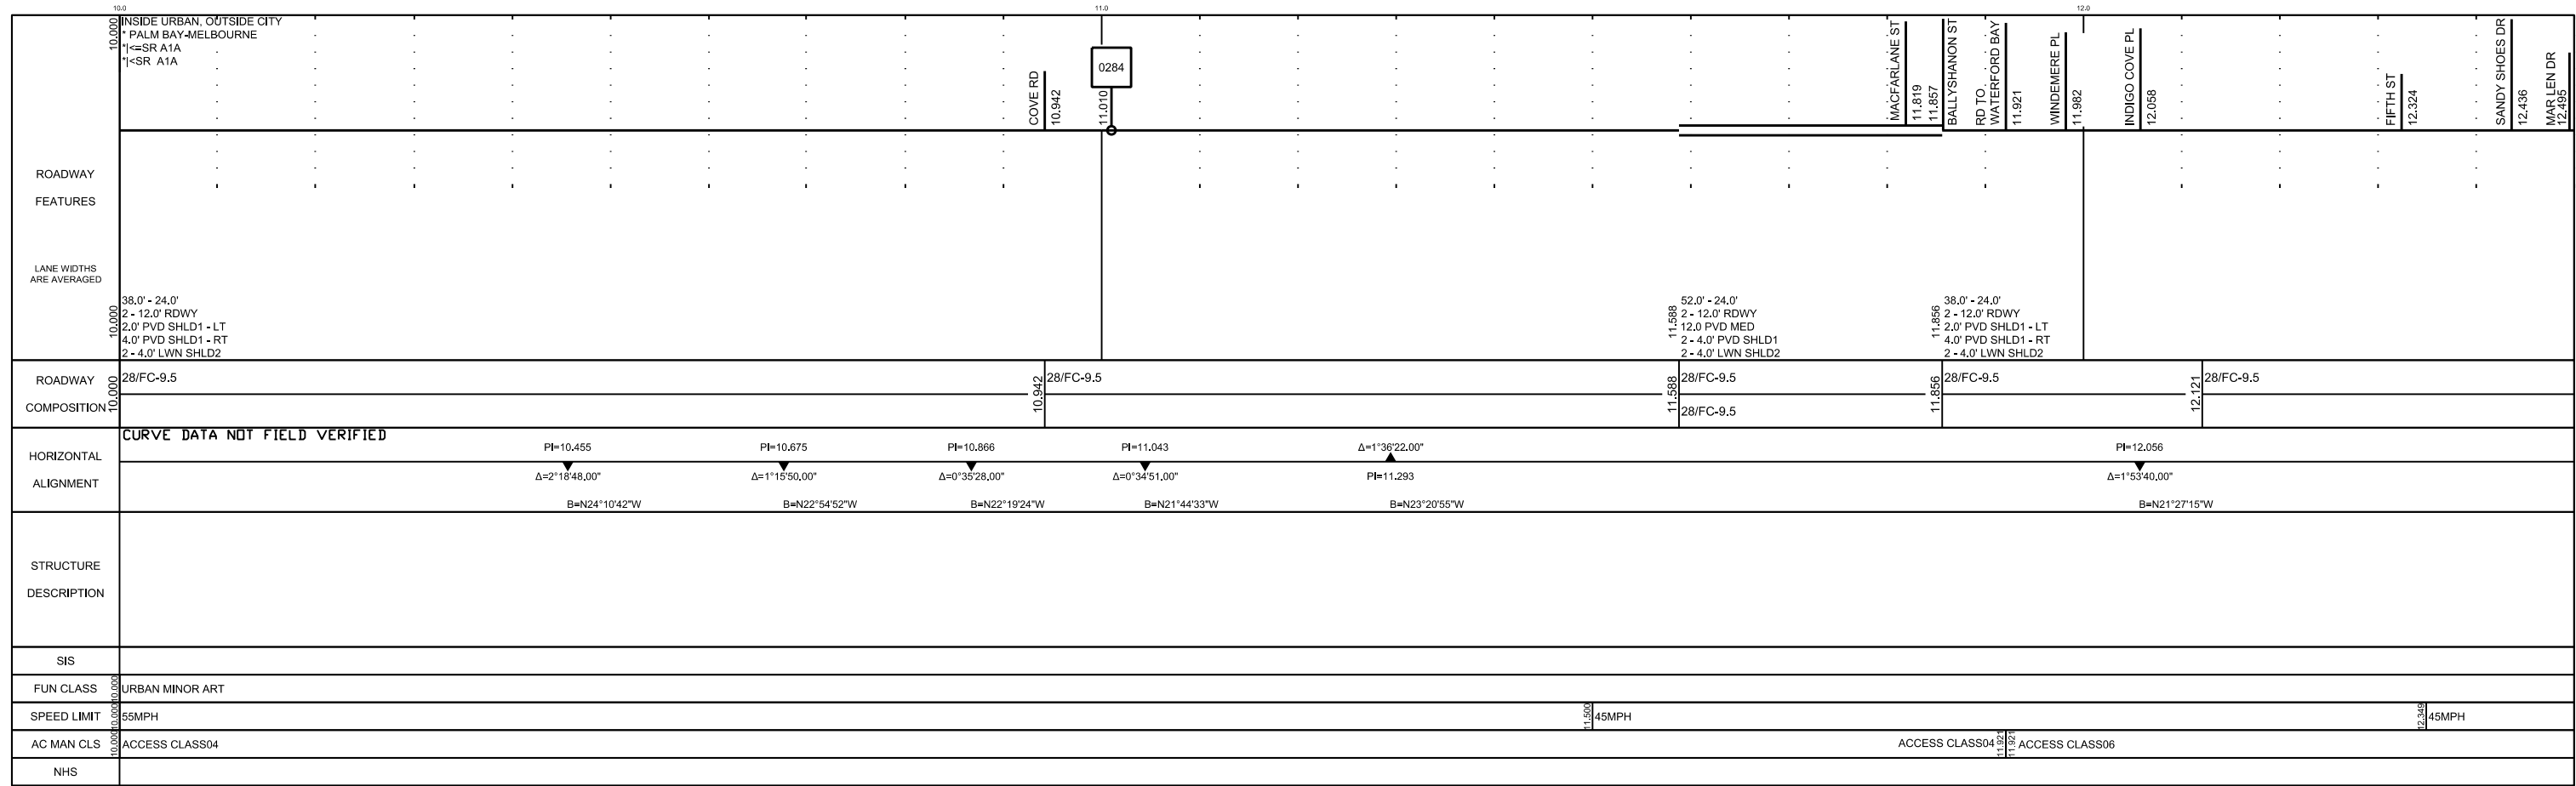 10.0
11.0
12.0
10.000
INSIDE URBAN, OUTSIDE CITY
* PALM BAY-MELBOURNE
*|<=SR A1A
*|<SR A1A
COVE RD
10.942
0284
11.010
MACFARLANE ST
11.819
11.857
BALLYSHANON ST
RD TO
WATERFORD BAY
11.921
WINDEMERE PL
11.982
INDIGO COVE PL
12.058
FIFTH ST
12.324
SANDY SHOES DR
12.436
MAR LEN DR
12.495
ROADWAY
FEATURES
LANE WIDTHS
ARE AVERAGED
10.000
38.0' - 24.0'
2 - 12.0' RDWY
2.0' PVD SHLD1 - LT
4.0' PVD SHLD1 - RT
2 - 4.0' LWN SHLD2
11.588
52.0' - 24.0'
2 - 12.0' RDWY
12.0 PVD MED
2 - 4.0' PVD SHLD1
2 - 4.0' LWN SHLD2
11.856
38.0' - 24.0'
2 - 12.0' RDWY
2.0' PVD SHLD1 - LT
4.0' PVD SHLD1 - RT
2 - 4.0' LWN SHLD2
ROADWAY
COMPOSITION
10.000
28/FC-9.5
10.942
28/FC-9.5
11.588
28/FC-9.5
28/FC-9.5
11.856
28/FC-9.5
12.121
28/FC-9.5
HORIZONTAL
ALIGNMENT
CURVE DATA NOT FIELD VERIFIED
PI=10.455
Δ=2°18'48.00"
B=N24°10'42"W
PI=10.675
Δ=1°15'50.00"
B=N22°54'52"W
PI=10.866
Δ=0°35'28.00"
B=N22°19'24"W
PI=11.043
Δ=0°34'51.00"
B=N21°44'33"W
Δ=1°36'22.00"
PI=11.293
B=N23°20'55"W
PI=12.056
Δ=1°53'40.00"
B=N21°27'15"W
STRUCTURE
DESCRIPTION
SIS
FUN CLASS
10.000
URBAN MINOR ART
SPEED LIMIT
10.000
55MPH
11.500
45MPH
12.349
45MPH
AC MAN CLS
10.000
ACCESS CLASS04
ACCESS CLASS04
11.921
11.921
ACCESS CLASS06
NHS